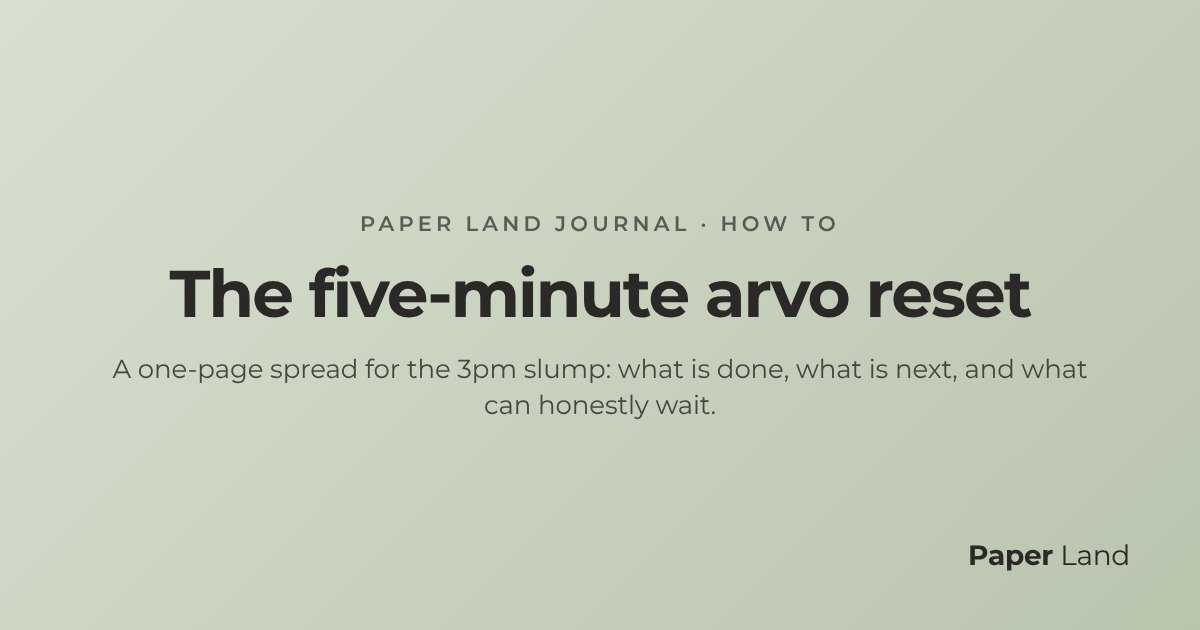 PAPER LAND JOURNAL · HOW TO
The five-minute arvo reset
A one-page spread for the 3pm slump: what is done, what is next, and what
can honestly wait.
Paper Land